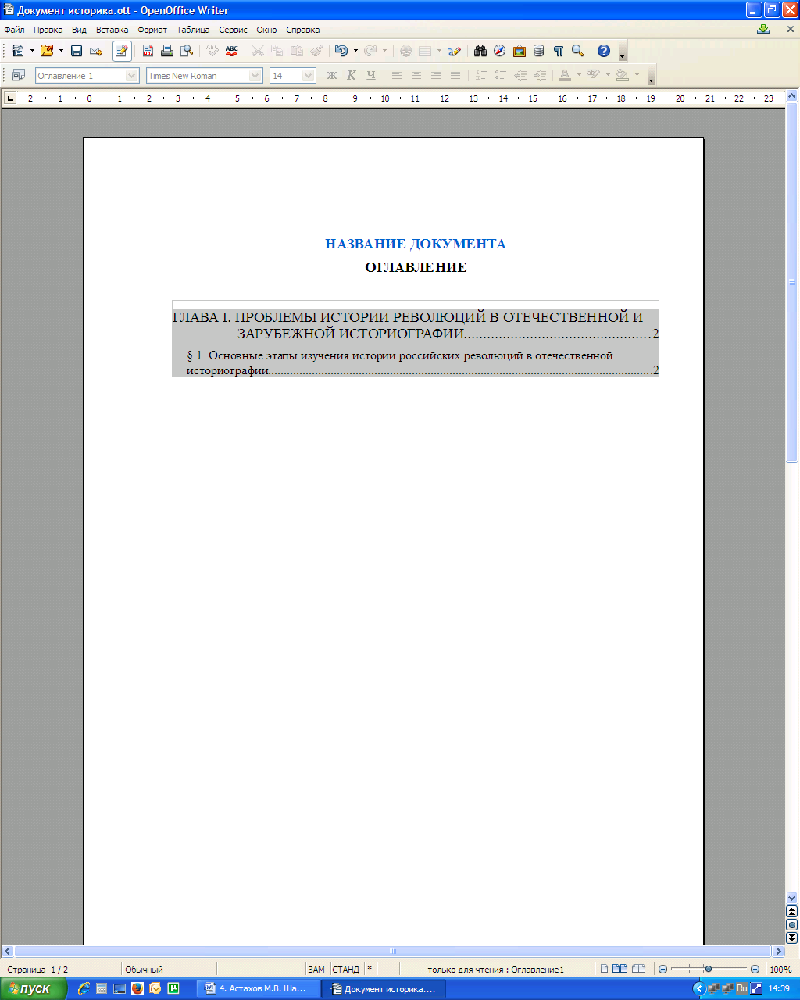 Документ историка.ott - OpenOffice Writer
Файл Правка Вид Вставка Формат Таблица Сервис Окно Справка
Оглавление 1 Times New Roman 14 Ж К Ч
2 1 0 1 2 3 4 5 6 7 8 9 10 11 12 13 14 15 16 17 18 19 20 21 22 23
НАЗВАНИЕ ДОКУМЕНТА
ОГЛАВЛЕНИЕ
ГЛАВА I. ПРОБЛЕМЫ ИСТОРИИ РЕВОЛЮЦИЙ В ОТЕЧЕСТВЕННОЙ И
ЗАРУБЕЖНОЙ ИСТОРИОГРАФИИ................................................2
§ 1. Основные этапы изучения истории российских революций в отечественной
историографии.........................................................................................................2
Страница 1 / 2 Обычный ЗАМ СТАНД * только для чтения : Оглавление1 100%
пуск 4. Астахов М.В. Ша... Документ историка.... Ru 14:39